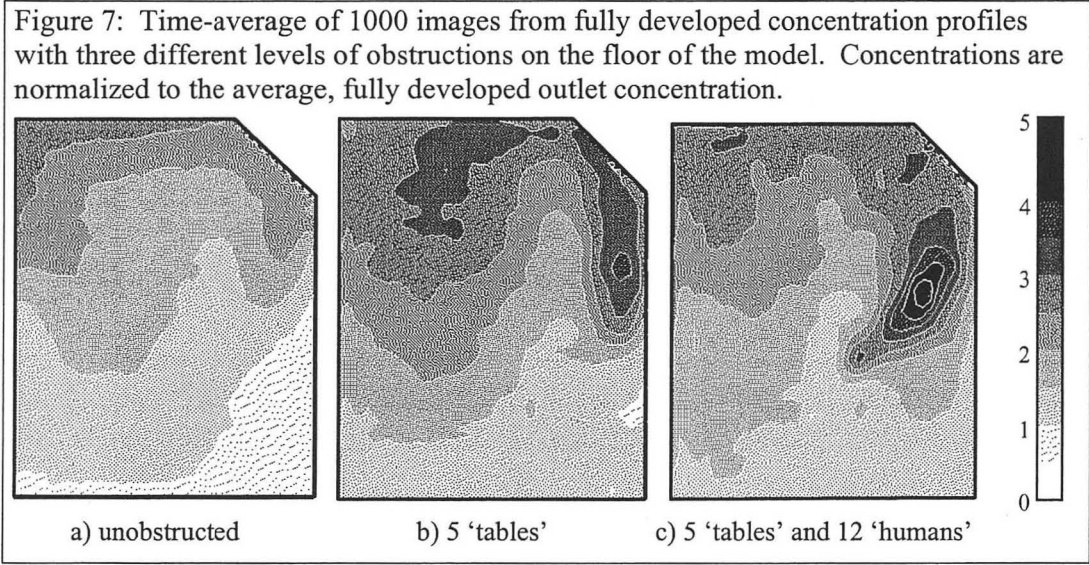 Figure 7: Time-average of 1000 images from fully developed concentration profiles
with three different levels of obstructions on the floor of the model. Concentrations are
normalized to the average, fully developed outlet concentration.
5
4
3
2
1
0
a) unobstructed
b) 5 ‘tables’
c) 5 ‘tables’ and 12 ‘humans’